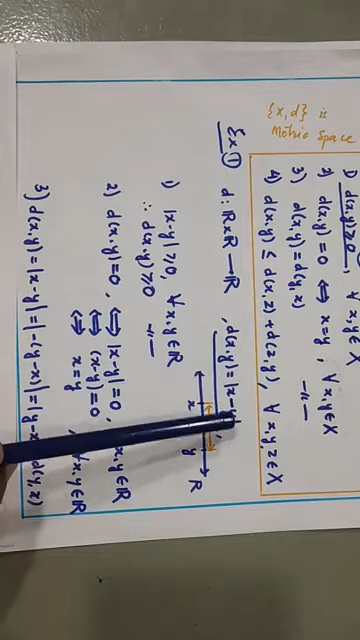 {x,d} is
Metric Space
1) d(x,y) ≥ 0, ∀ x,y ∈ X
2) d(x,y) = 0 ⇔ x=y, ∀ x,y ∈ X
3) d(x,y) = d(y,x) —"—
4) d(x,y) ≤ d(x,z) + d(z,y), ∀ x,y,z ∈ X
Ex ① d: ℝ×ℝ → ℝ, d(x,y) = |x-
x y R
1) |x-y| ≥ 0, ∀ x,y ∈ ℝ
∴ d(x,y) ≥ 0 —"—
2) d(x,y) = 0, ⇔ |x-y| = 0, x,y ∈ ℝ
⇔ (x-y) = 0
⇔ x=y, x,y ∈ ℝ
3) d(x,y) = |x-y| = |-(y-x)| = |y-x d(y,x)